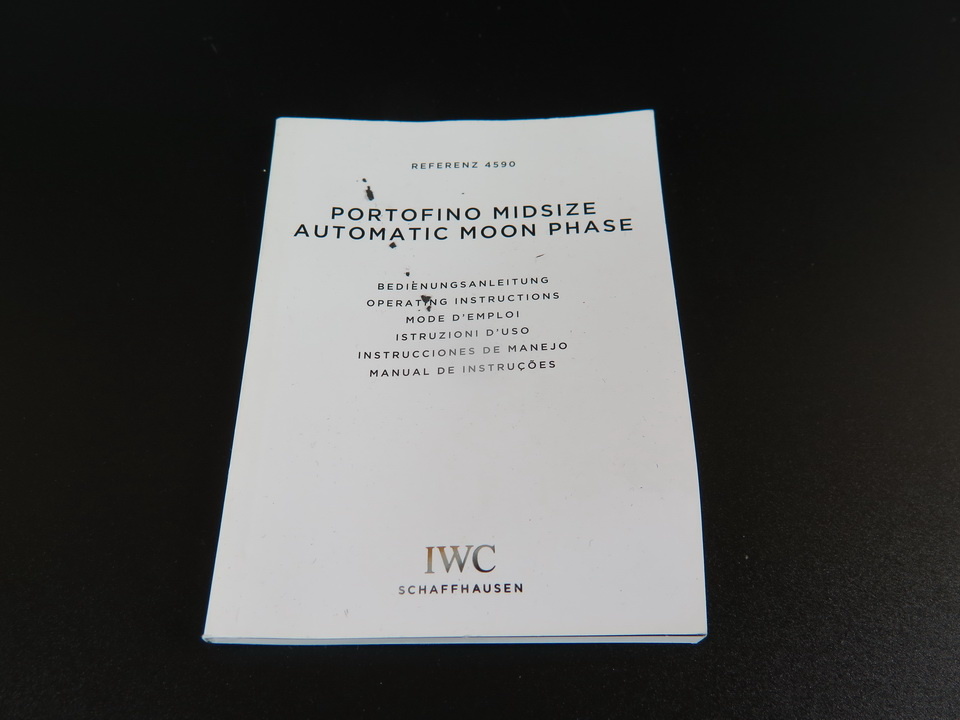 REFERENZ 4590
PORTOFINO MIDSIZE
AUTOMATIC MOON PHASE
BEDIENUNGSANLEITUNG
OPERATING INSTRUCTIONS
MODE D'EMPLOI
ISTRUZIONI D'USO
INSTRUCCIONES DE MANEJO
MANUAL DE INSTRUÇÕES
IWC
SCHAFFHAUSEN